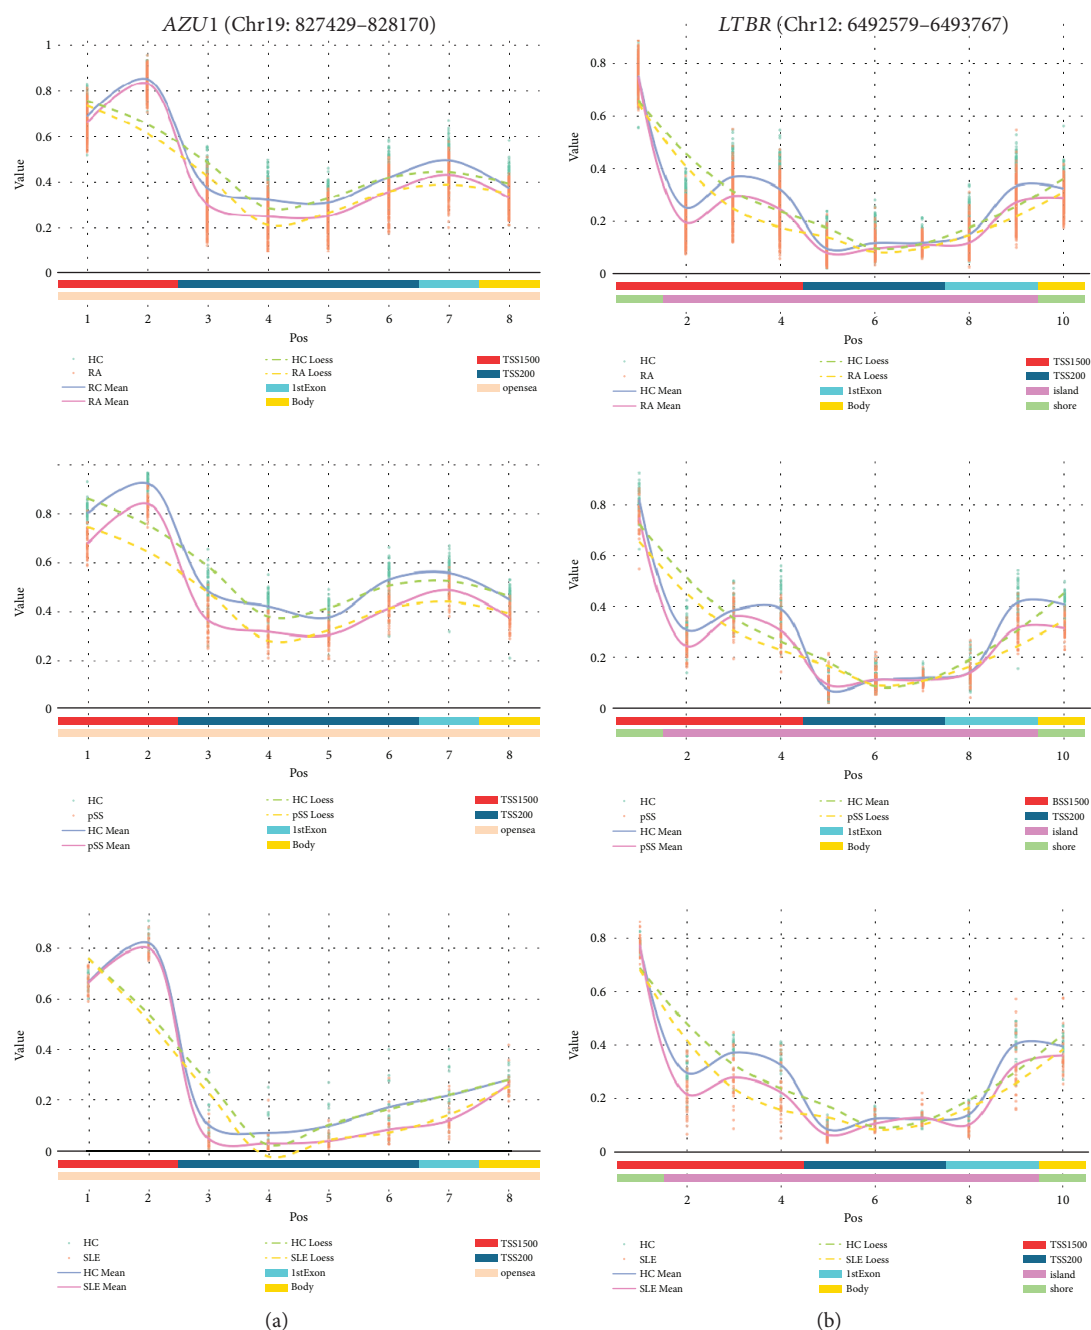 AZU1 (Chr19: 827429–828170)
1
0.8
0.6
0.4
0.2
0
Value
1 2 3 4 5 6 7 8
Pos
HC
RA
RC Mean
RA Mean
HC Loess
RA Loess
1stExon
Body
TSS1500
TSS200
opensea
LTBR (Chr12: 6492579–6493767)
0.8
0.6
0.4
0.2
0
Value
2 4 6 8 10
Pos
HC
RA
HC Mean
RA Mean
HC Loess
RA Loess
1stExon
Body
TSS1500
TSS200
island
shore
0.8
0.6
0.4
0.2
0
Value
1 2 3 4 5 6 7 8
Pos
HC
pSS
HC Mean
pSS Mean
HC Loess
pSS Loess
1stExon
Body
TSS1500
TSS200
opensea
0.8
0.6
0.4
0.2
0
Value
2 4 6 8 10
Pos
HC
pSS
HC Mean
pSS Mean
HC Mean
pSS Loess
1stExon
Body
BSS1500
TSS200
island
shore
0.8
0.6
0.4
0.2
0
Value
1 2 3 4 5 6 7 8
Pos
HC
SLE
HC Mean
SLE Mean
HC Loess
SLE Loess
1stExon
Body
TSS1500
TSS200
opensea
(a)
0.8
0.6
0.4
0.2
0
Value
2 4 6 8 10
Pos
HC
SLE
HC Mean
SLE Mean
HC Loess
SLE Loess
1stExon
Body
TSS1500
TSS200
island
shore
(b)